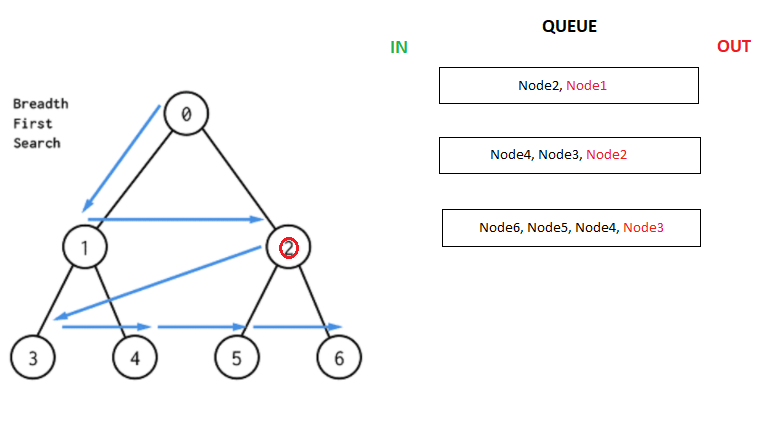 QUEUE
IN
OUT
Node2, Node1
Breadth
First
Search
0
Node4, Node3, Node2
1
2
Node6, Node5, Node4, Node3
3
4
5
6